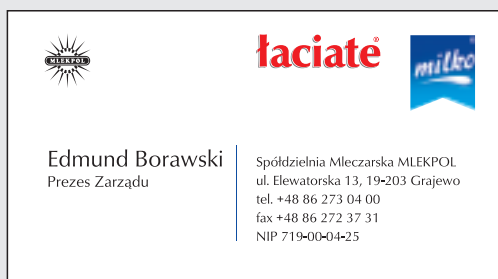 MLEKPOL
łaciate
milko
Edmund Borawski
Prezes Zarządu
Spółdzielnia Mleczarska MLEKPOL
ul. Elewatorska 13, 19-203 Grajewo
tel. +48 86 273 04 00
fax +48 86 272 37 31
NIP 719-00-04-25